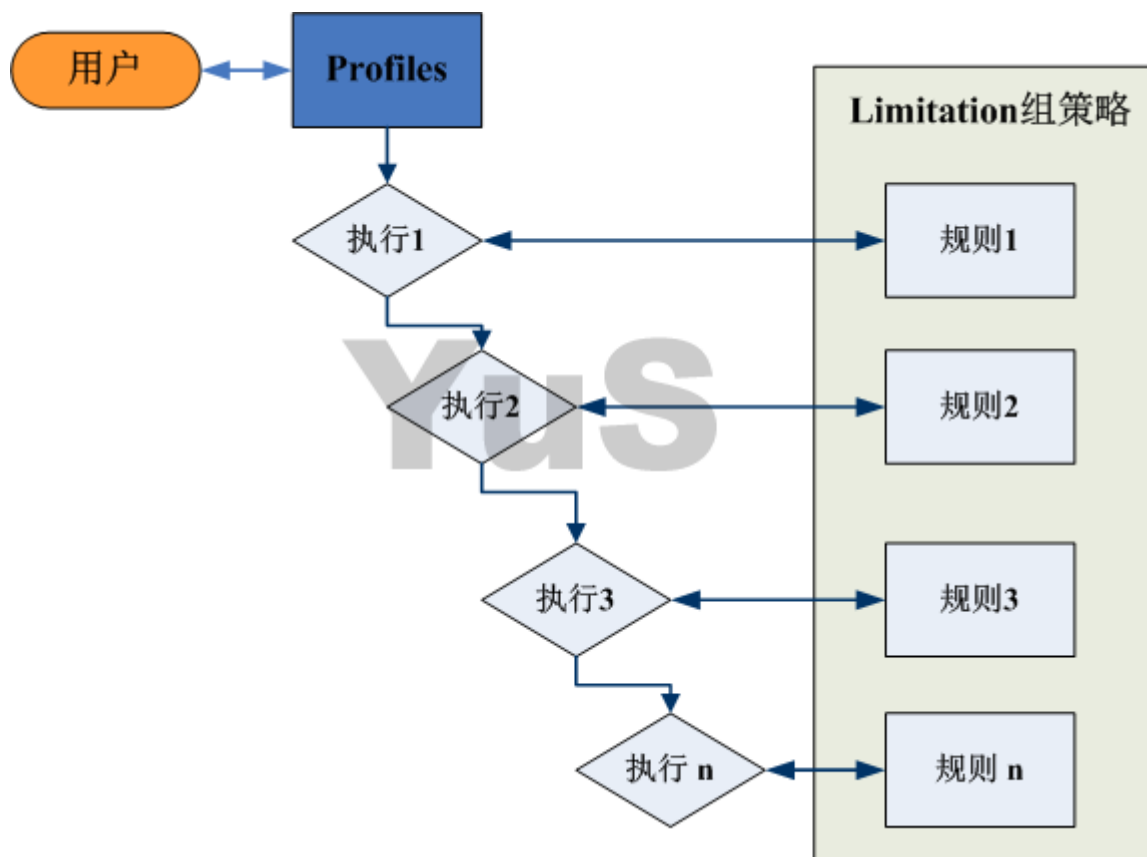 用户
Profiles
Limitation组策略
执行1
规则1
执行2
规则2
YuS
执行3
规则3
执行 n
规则 n